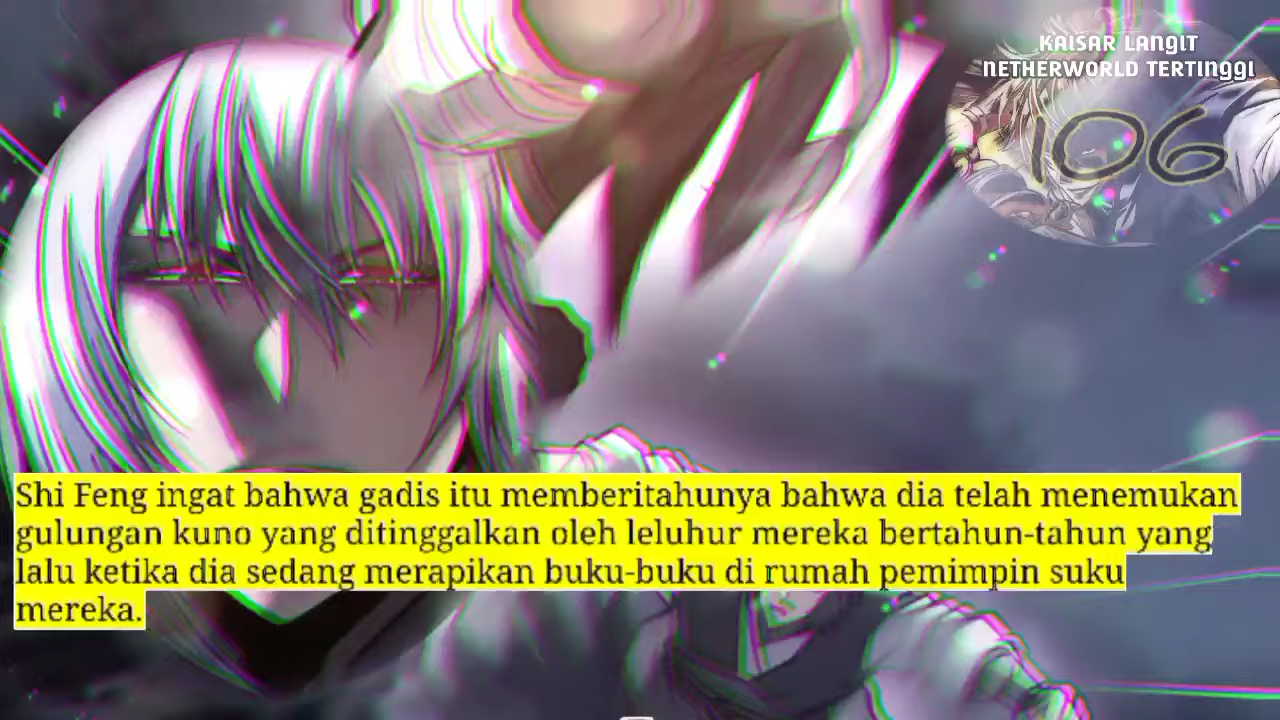 KAISAR LANGIT
NETHERWORLD TERTINGGI
106
Shi Feng ingat bahwa gadis itu memberitahunya bahwa dia telah menemukan
gulungan kuno yang ditinggalkan oleh leluhur mereka bertahun-tahun yang
lalu ketika dia sedang merapikan buku-buku di rumah pemimpin suku
mereka.